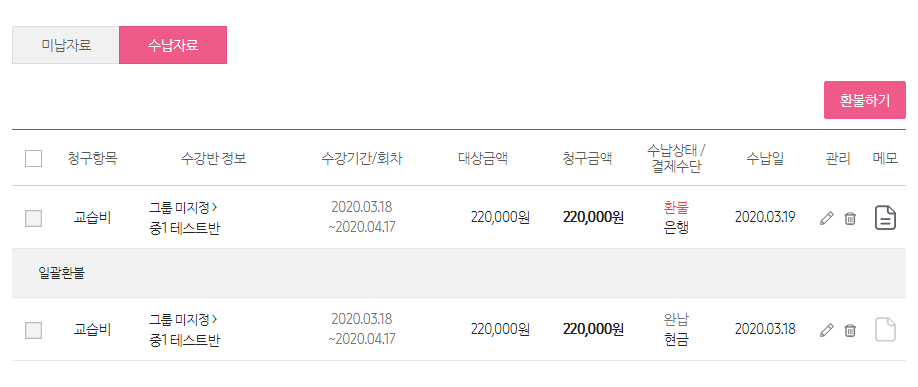 미납자료 수납자료
환불하기
청구항목 수강반 정보 수강기간/회차 대상금액 청구금액 수납상태 / 결제수단 수납일 관리 메모
교습비 그룹 미지정 > 2020.03.18 220,000원 220,000원 환불 2020.03.19
중1 테스트반 ~2020.04.17 은행
일괄환불
교습비 그룹 미지정 > 2020.03.18 220,000원 220,000원 완납 2020.03.18
중1 테스트반 ~2020.04.17 현금